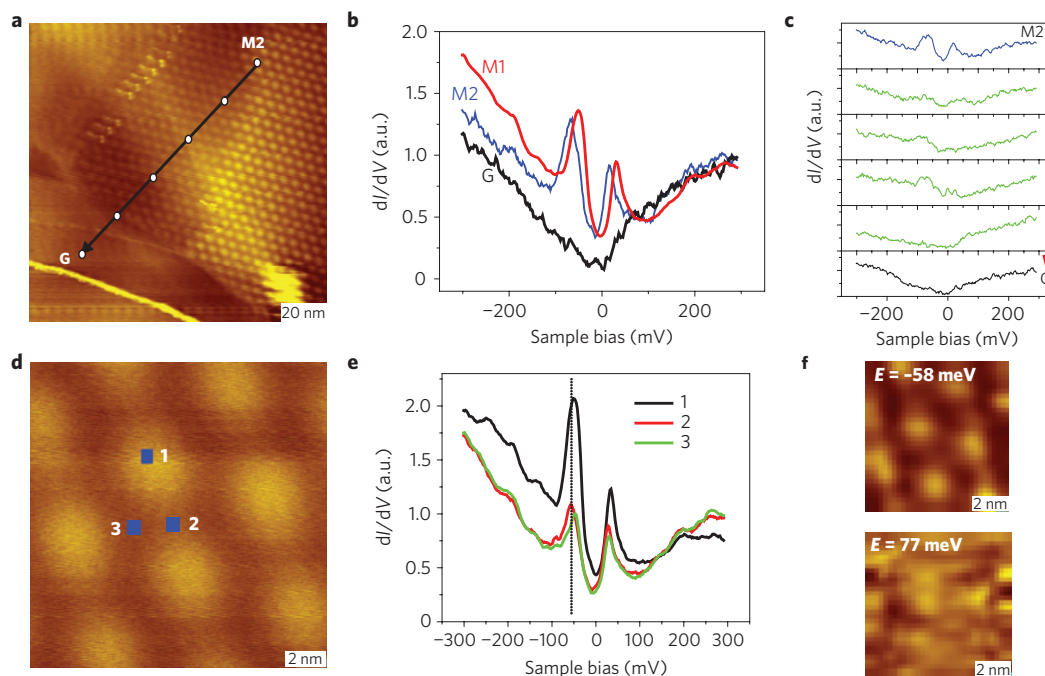 a
M2
G
20 nm
b
2.0
1.5
1.0
0.5
0
dI/dV (a.u.)
M1
M2
G
−200
0
200
Sample bias (mV)
c
M2
dI/dV (a.u.)
−200
0
200
Sample bias (mV)
d
1
3
2
2 nm
e
2.0
1.5
1.0
0.5
0
dI/dV (a.u.)
1
2
3
−300
−200
−100
0
100
200
300
Sample bias (mV)
f
E = −58 meV
2 nm
E = 77 meV
2 nm